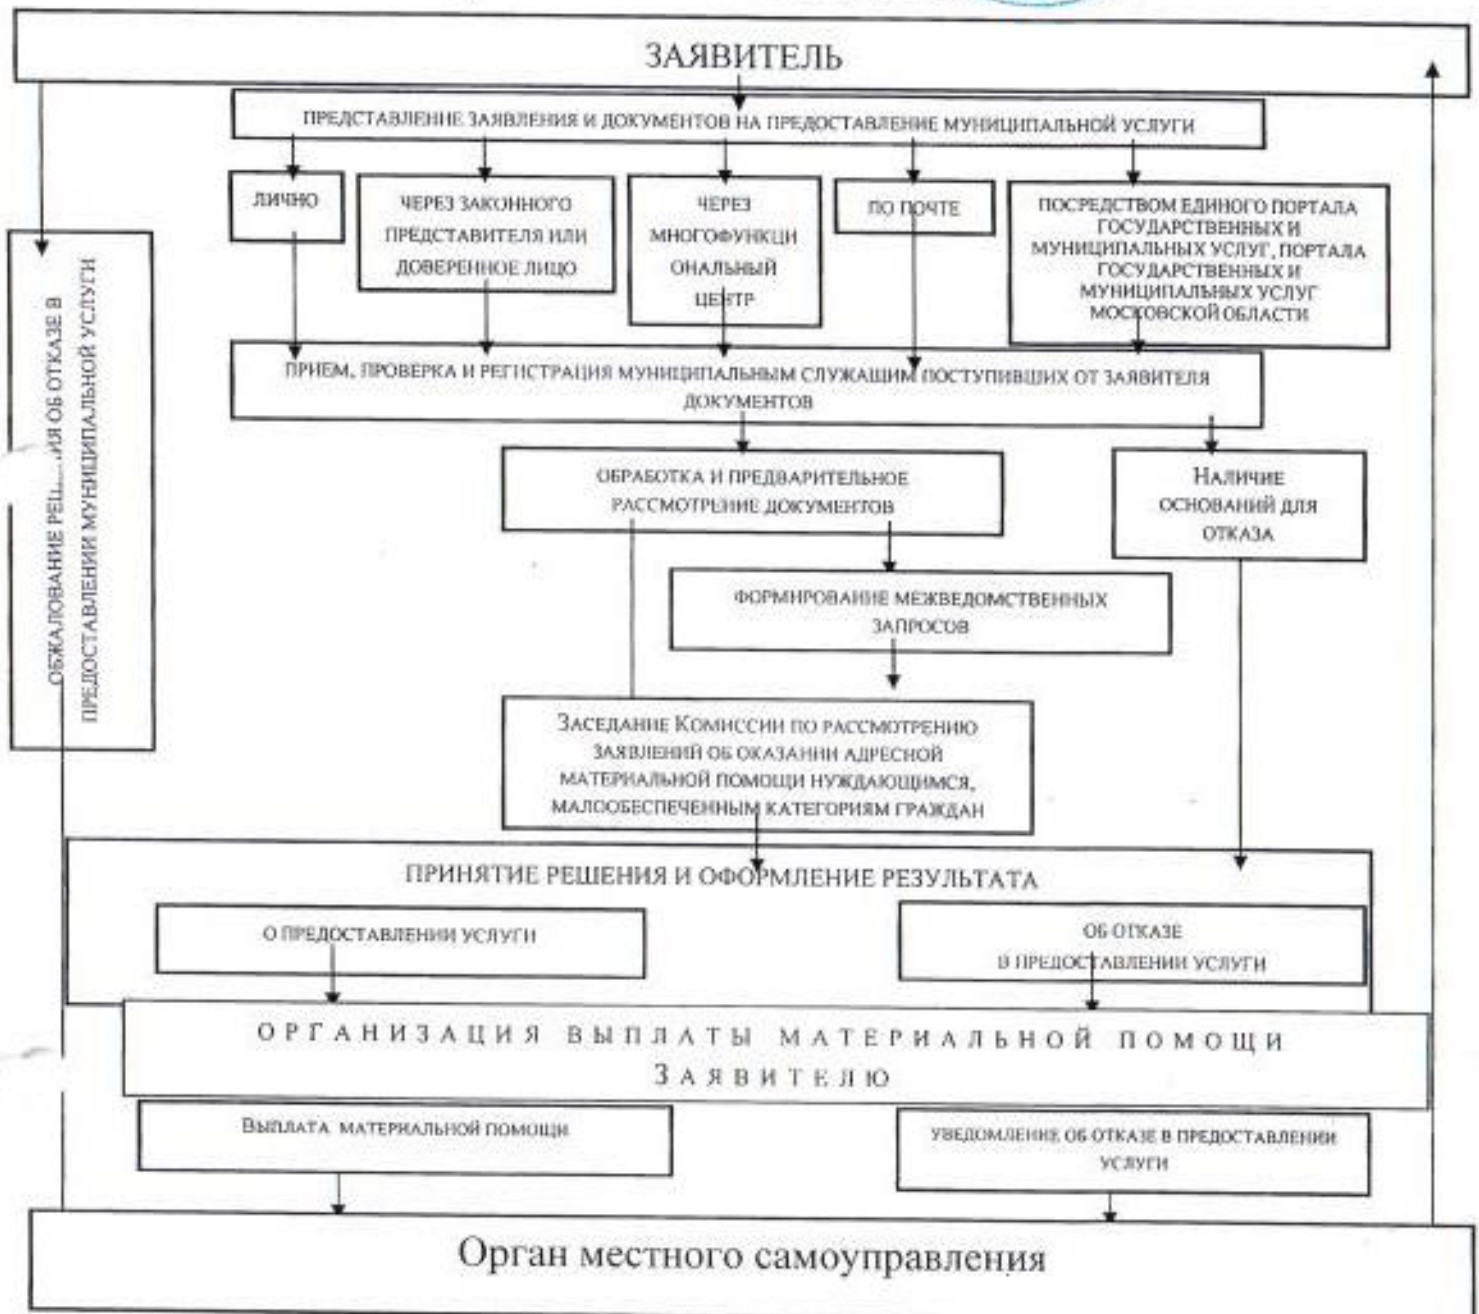 ЗАЯВИТЕЛЬ
ПРЕДСТАВЛЕНИЕ ЗАЯВЛЕНИЯ И ДОКУМЕНТОВ НА ПРЕДОСТАВЛЕНИЕ МУНИЦИПАЛЬНОЙ УСЛУГИ
ЛИЧНО
ЧЕРЕЗ ЗАКОННОГО
ПРЕДСТАВИТЕЛЯ ИЛИ
ДОВЕРЕННОЕ ЛИЦО
ЧЕРЕЗ
МНОГОФУНКЦИ
ОНАЛЬНЫЙ
ЦЕНТР
ПО ПОЧТЕ
ПОСРЕДСТВОМ ЕДИНОГО ПОРТАЛА
ГОСУДАРСТВЕННЫХ И
МУНИЦИПАЛЬНЫХ УСЛУГ, ПОРТАЛА
ГОСУДАРСТВЕННЫХ И
МУНИЦИПАЛЬНЫХ УСЛУГ
МОСКОВСКОЙ ОБЛАСТИ
ОБЖАЛОВАНИЕ ОБ ОТКАЗЕ В
ПРЕДОСТАВЛЕНИИ МУНИЦИПАЛЬНОЙ УСЛУГИ
ПРИЕМ, ПРОВЕРКА И РЕГИСТРАЦИЯ МУНИЦИПАЛЬНЫМ СЛУЖАЩИМ ПОСТУПИВШИХ ОТ ЗАЯВИТЕЛЯ
ДОКУМЕНТОВ
ОБРАБОТКА И ПРЕДВАРИТЕЛЬНОЕ
РАССМОТРЕНИЕ ДОКУМЕНТОВ
НАЛИЧИЕ
ОСНОВАНИЙ ДЛЯ
ОТКАЗА
ФОРМИРОВАНИЕ МЕЖВЕДОМСТВЕННЫХ
ЗАПРОСОВ
ЗАСЕДАНИЕ КОМИССИИ ПО РАССМОТРЕНИЮ
ЗАЯВЛЕНИЙ ОБ ОКАЗАНИИ АДРЕСНОЙ
МАТЕРИАЛЬНОЙ ПОМОЩИ НУЖДАЮЩИМСЯ,
МАЛООБЕСПЕЧЕННЫМ КАТЕГОРИЯМ ГРАЖДАН
ПРИНЯТИЕ РЕШЕНИЯ И ОФОРМЛЕНИЕ РЕЗУЛЬТАТА
О ПРЕДОСТАВЛЕНИИ УСЛУГИ
ОБ ОТКАЗЕ
В ПРЕДОСТАВЛЕНИИ УСЛУГИ
ОРГАНИЗАЦИЯ ВЫПЛАТЫ МАТЕРИАЛЬНОЙ ПОМОЩИ
ЗАЯВИТЕЛЮ
ВЫПЛАТА МАТЕРИАЛЬНОЙ ПОМОЩИ
УВЕДОМЛЕНИЕ ОБ ОТКАЗЕ В ПРЕДОСТАВЛЕНИИ
УСЛУГИ
Орган местного самоуправления